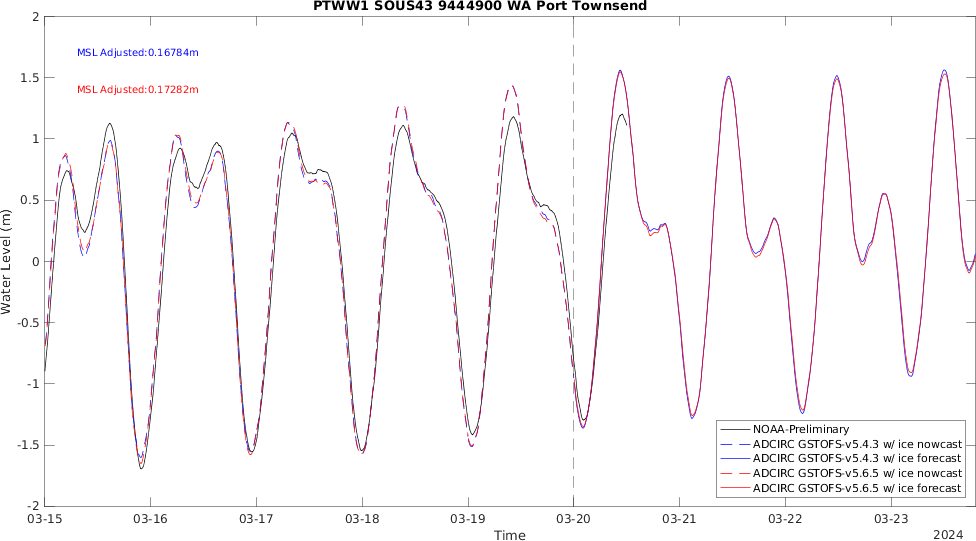 PTWW1 SOUS43 9444900 WA Port Townsend
MSL Adjusted:0.16784m
MSL Adjusted:0.17282m
Water Level (m)
2
1.5
1
0.5
0
-0.5
-1
-1.5
-2
NOAA-Preliminary
ADCIRC GSTOFS-v5.4.3 w/ ice nowcast
ADCIRC GSTOFS-v5.4.3 w/ ice forecast
ADCIRC GSTOFS-v5.6.5 w/ ice nowcast
ADCIRC GSTOFS-v5.6.5 w/ ice forecast
03-15 03-16 03-17 03-18 03-19 03-20 03-21 03-22 03-23
Time
2024